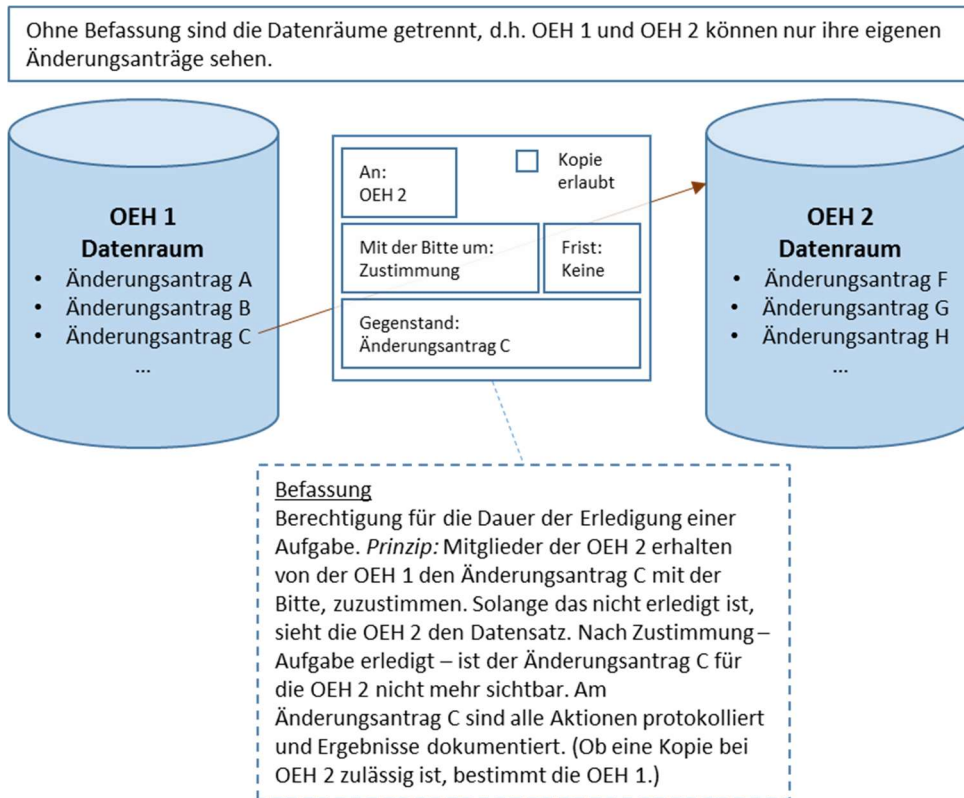 Ohne Befassung sind die Datenräume getrennt, d.h. OEH 1 und OEH 2 können nur ihre eigenen
Änderungsanträge sehen.
OEH 1
Datenraum
• Änderungsantrag A
• Änderungsantrag B
• Änderungsantrag C
...
An:
OEH 2
Kopie
erlaubt
Mit der Bitte um:
Zustimmung
Frist:
Keine
Gegenstand:
Änderungsantrag C
OEH 2
Datenraum
• Änderungsantrag F
• Änderungsantrag G
• Änderungsantrag H
...
Befassung
Berechtigung für die Dauer der Erledigung einer
Aufgabe. Prinzip: Mitglieder der OEH 2 erhalten
von der OEH 1 den Änderungsantrag C mit der
Bitte, zuzustimmen. Solange das nicht erledigt ist,
sieht die OEH 2 den Datensatz. Nach Zustimmung –
Aufgabe erledigt – ist der Änderungsantrag C für
die OEH 2 nicht mehr sichtbar. Am
Änderungsantrag C sind alle Aktionen protokolliert
und Ergebnisse dokumentiert. (Ob eine Kopie bei
OEH 2 zulässig ist, bestimmt die OEH 1.)